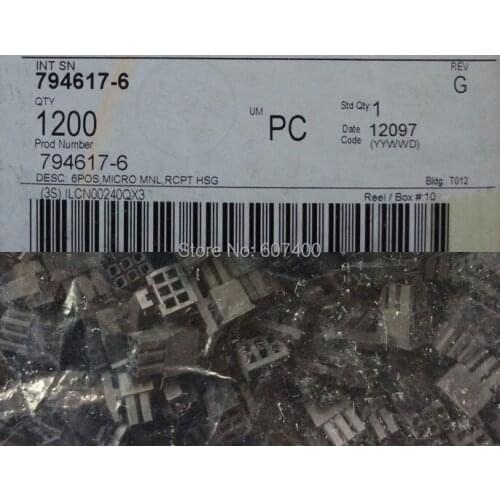 INT SN
REV
794617-6
G
QTY
1200
UM
PC
Std Qty: 1
Date Code 12097
(YYWWD)
Prod Number
794617-6
DESC: 6POS,MICRO MNL,RCPT HSG
Bldg: T012
(3S) ILCN00240QX3
Reel / Box # 10
Store No: 607400